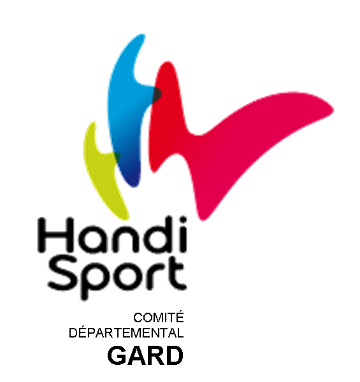 Handi
Sport
COMITÉ
DÉPARTEMENTAL
GARD